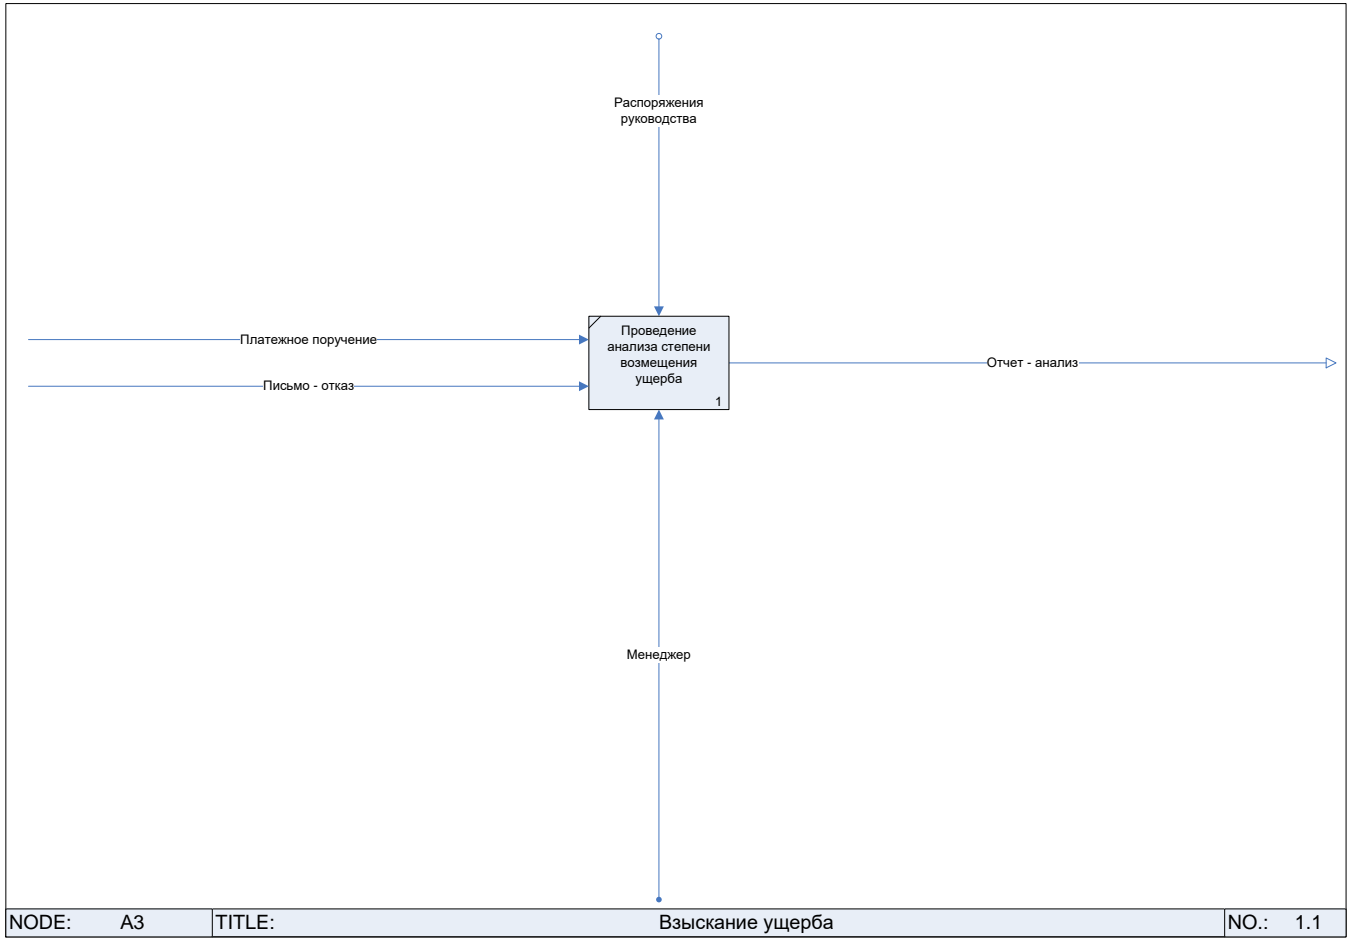 Распоряжения
руководства
Платежное поручение
Письмо - отказ
Проведение
анализа степени
возмещения
ущерба
1
Отчет - анализ
Менеджер
NODE: A3 TITLE: Взыскание ущерба NO.: 1.1